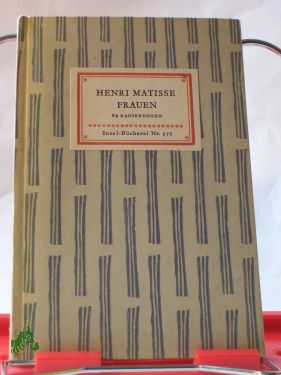 HENRI MATISSE
FRAUEN
32 RADIERUNGEN
Insel-Bücherei Nr. 577